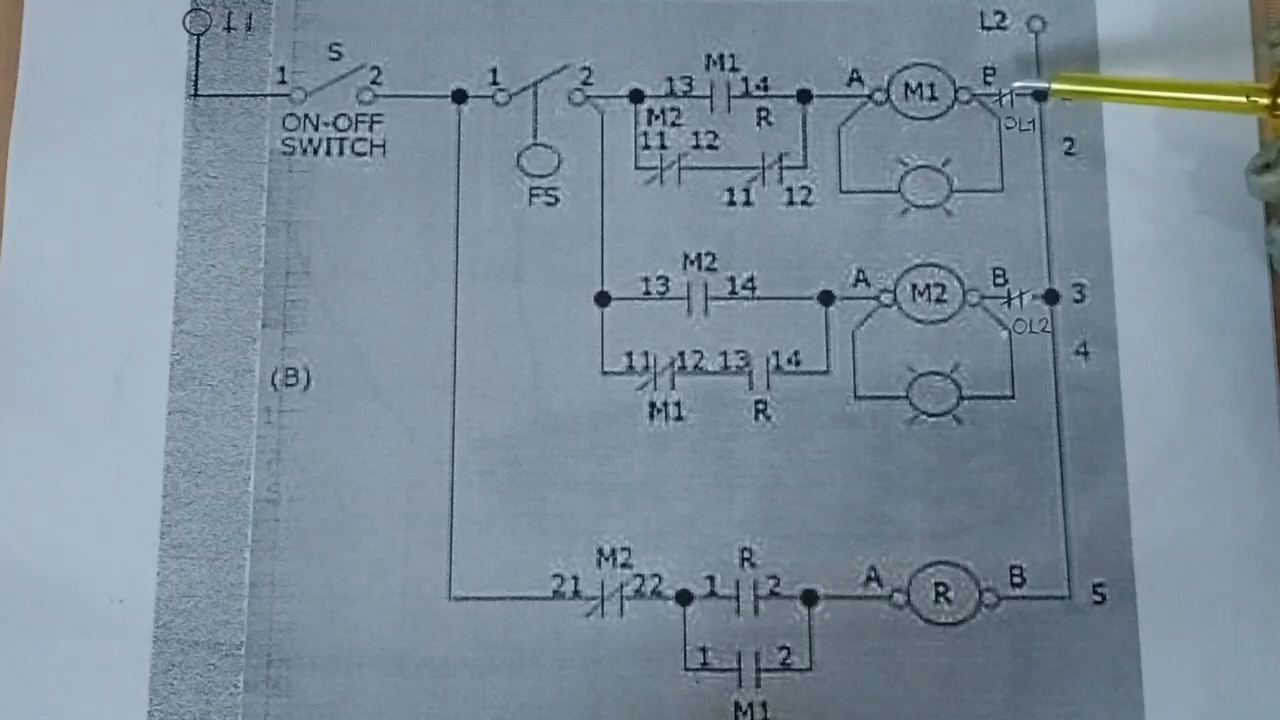 L1
L2
S
1 2
ON-OFF
SWITCH
1 2
FS
M1
13 14
M2 R
11 12
11 12
A M1 B
OL1
2
M2
13 14
A M2 B
3
OL2
4
11 12 13 14
M1 R
(B)
M2 R
21 22 1 2
A R B
5
1 2
M1